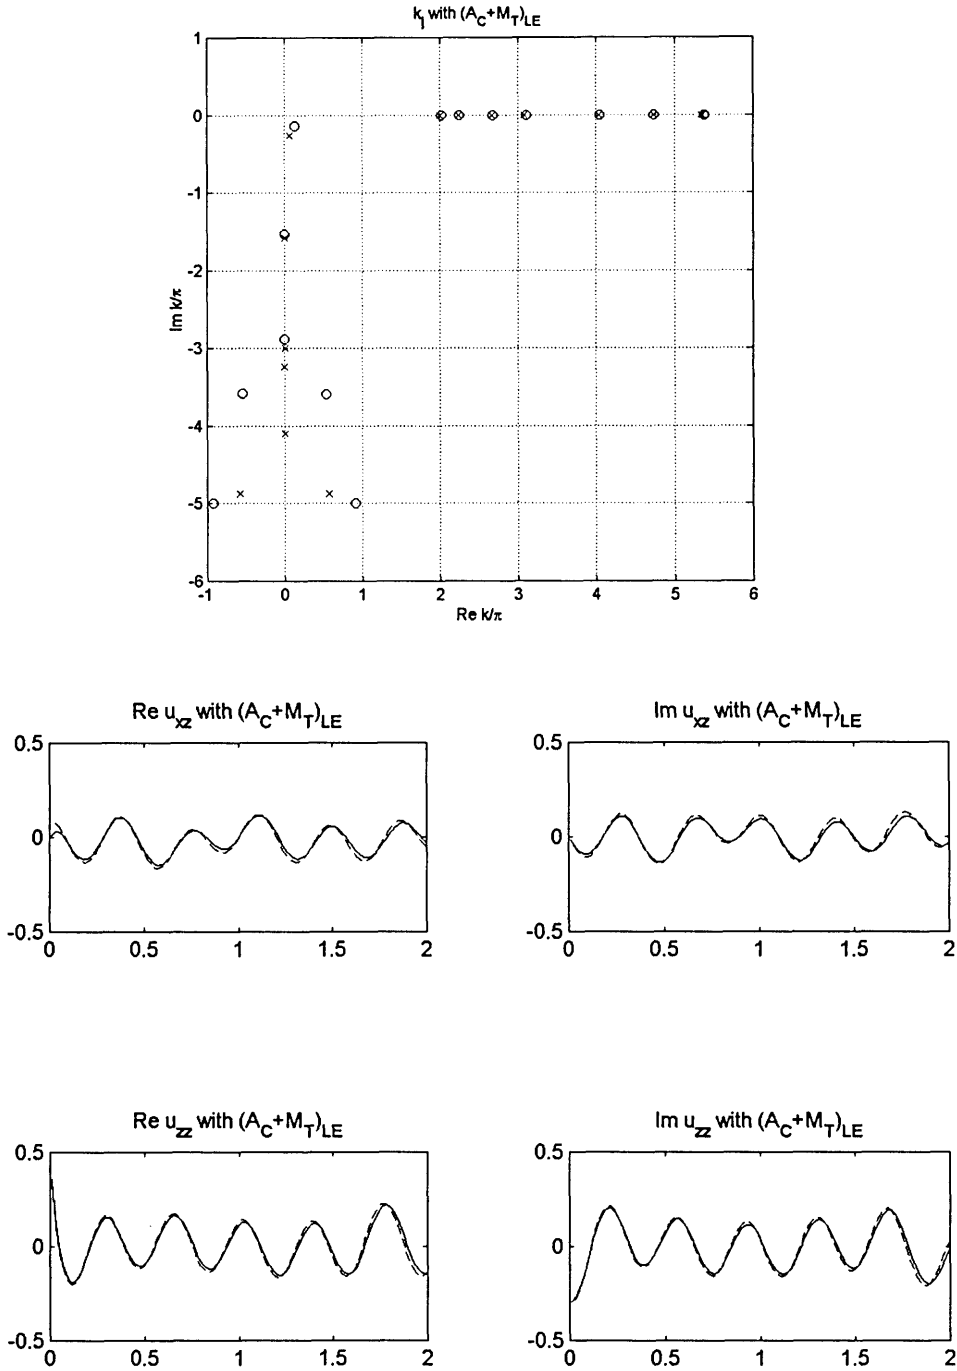 k_j with (A_C+M_T)_LE
1
0
-1
-2
-3
-4
-5
-6
Im k/π
-1 0 1 2 3 4 5 6
Re k/π
Re u_xz with (A_C+M_T)_LE
Im u_xz with (A_C+M_T)_LE
0.5
0
-0.5
0 0.5 1 1.5 2
0.5
0
-0.5
0 0.5 1 1.5 2
Re u_zz with (A_C+M_T)_LE
Im u_zz with (A_C+M_T)_LE
0.5
0
-0.5
0 0.5 1 1.5 2
0.5
0
-0.5
0 0.5 1 1.5 2